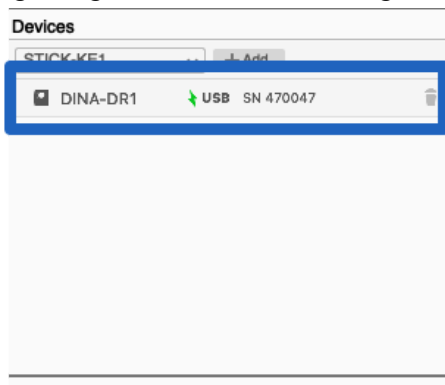 Devices
STICK-KE1 + Add
DINA-DR1 USB SN 470047